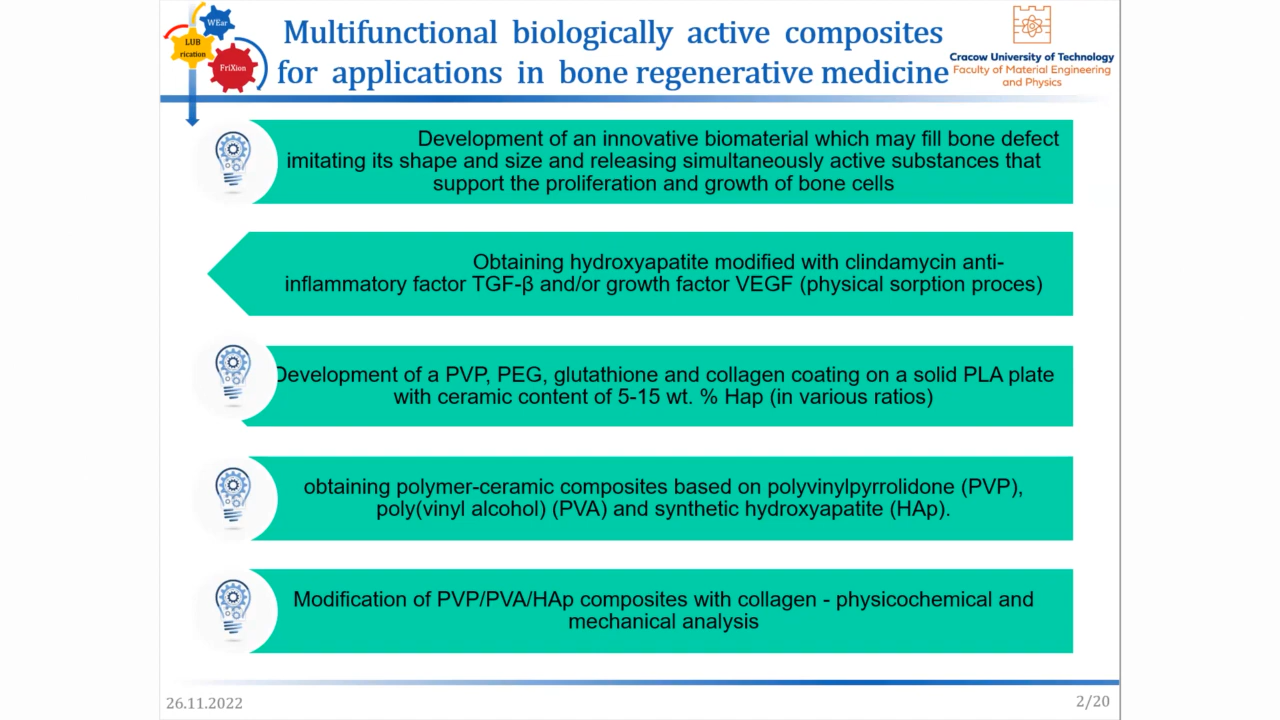 WEar
LUB
rication
FriXion
Multifunctional biologically active composites
for applications in bone regenerative medicine
Cracow University of Technology
Faculty of Material Engineering
and Physics
Development of an innovative biomaterial which may fill bone defect
imitating its shape and size and releasing simultaneously active substances that
support the proliferation and growth of bone cells
Obtaining hydroxyapatite modified with clindamycin anti-
inflammatory factor TGF-β and/or growth factor VEGF (physical sorption proces)
Development of a PVP, PEG, glutathione and collagen coating on a solid PLA plate
with ceramic content of 5-15 wt. % Hap (in various ratios)
obtaining polymer-ceramic composites based on polyvinylpyrrolidone (PVP),
poly(vinyl alcohol) (PVA) and synthetic hydroxyapatite (HAp).
Modification of PVP/PVA/HAp composites with collagen - physicochemical and
mechanical analysis
26.11.2022
2/20